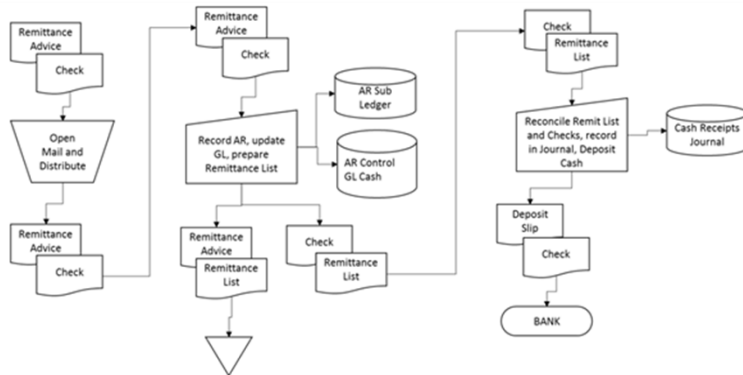 Remittance
Advice
Check
Open
Mail and
Distribute
Remittance
Advice
Check
Remittance
Advice
Check
Record AR, update
GL, prepare
Remittance List
AR Sub
Ledger
AR Control
GL Cash
Remittance
Advice
Remittance
List
Check
Remittance
List
Check
Remittance
List
Reconcile Remit List
and Checks, record
in Journal, Deposit
Cash
Cash Receipts
Journal
Deposit
Slip
Check
BANK